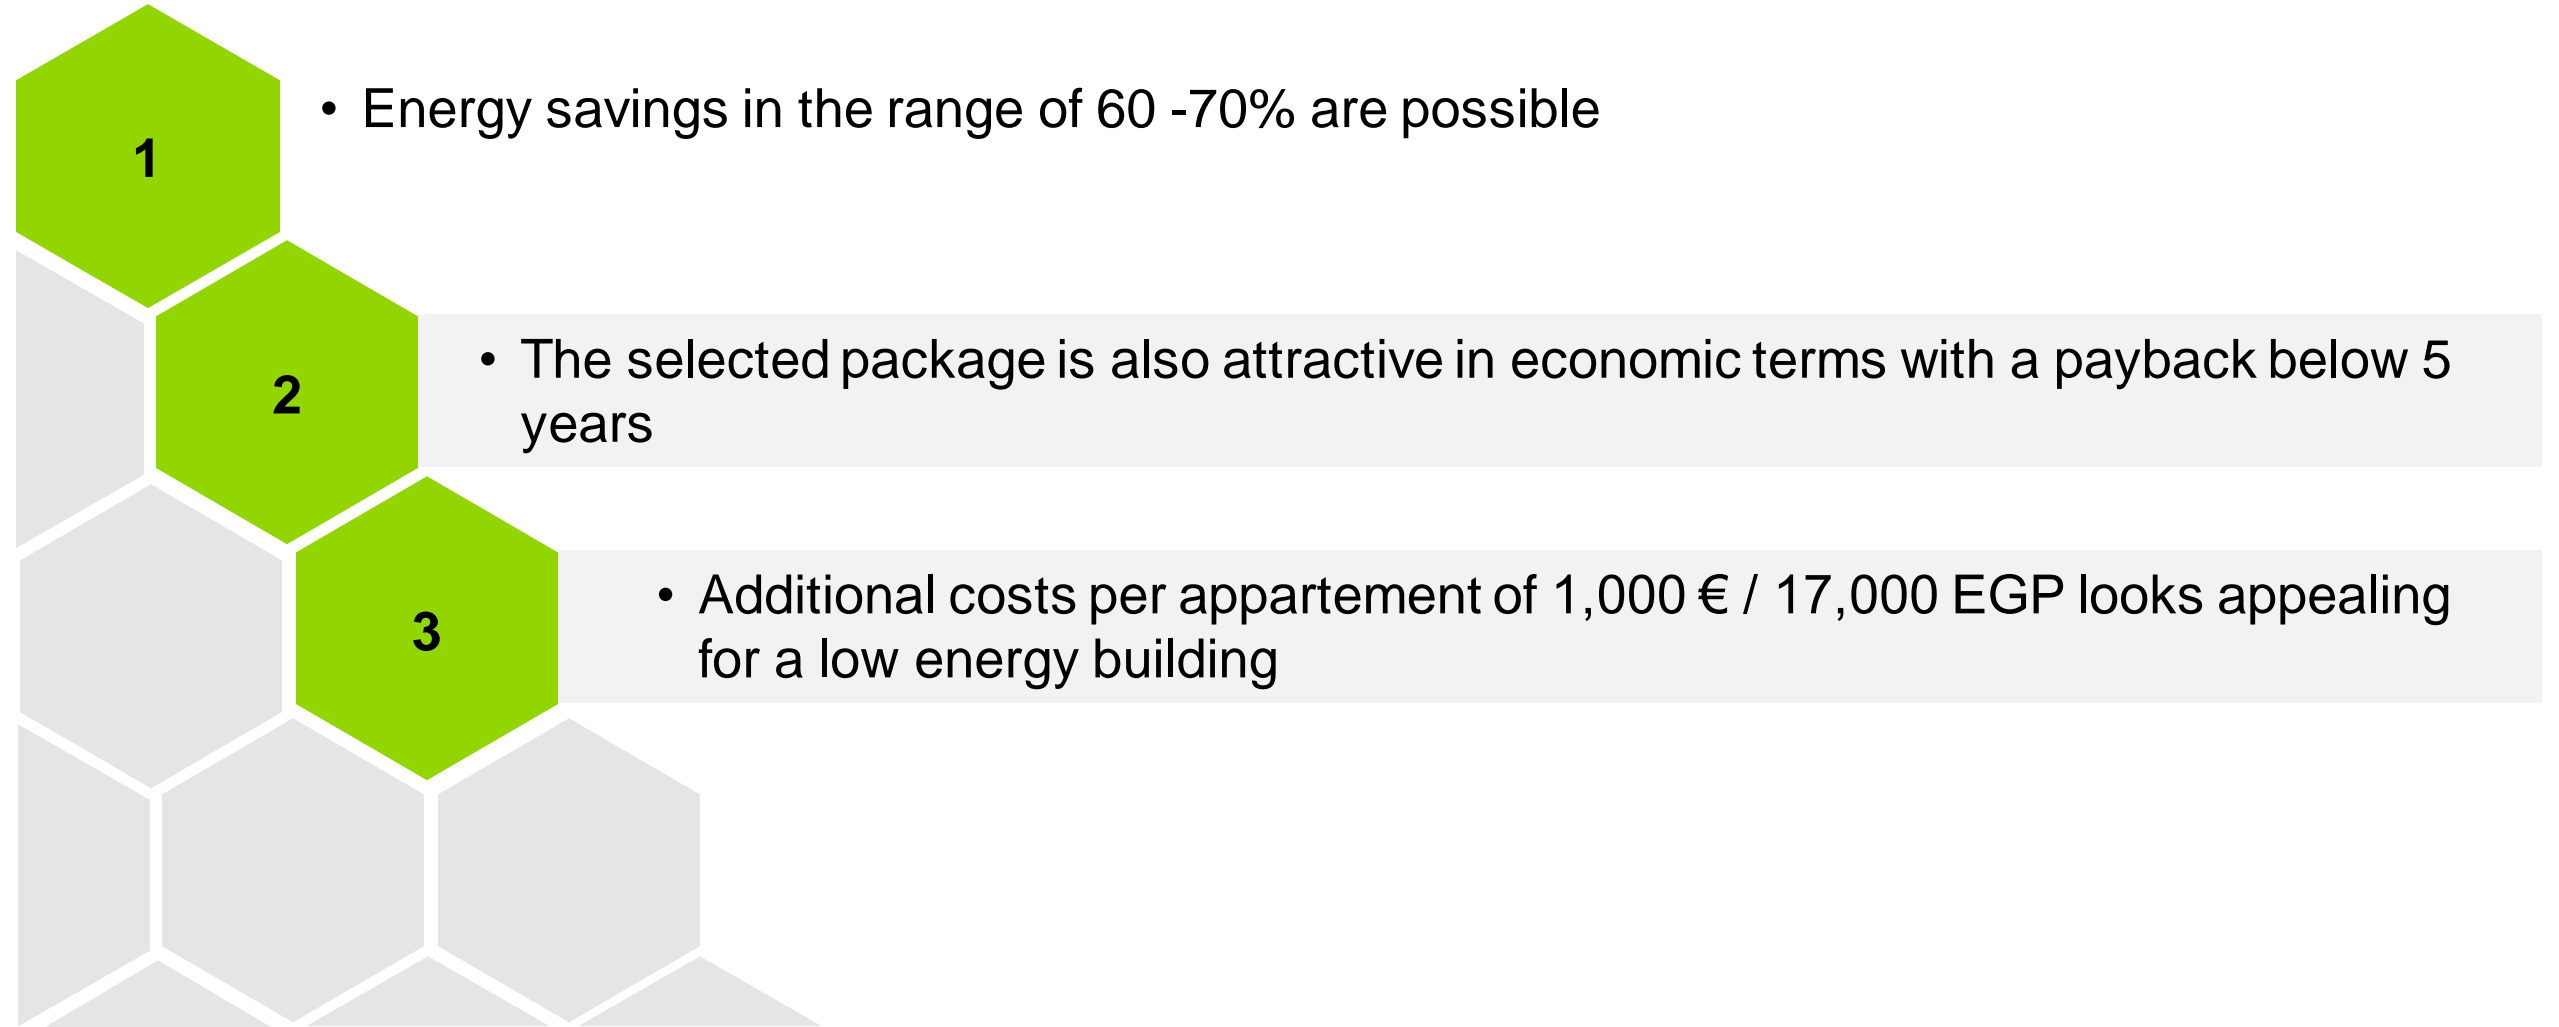 1
• Energy savings in the range of 60 -70% are possible
2
• The selected package is also attractive in economic terms with a payback below 5
years
3
• Additional costs per appartement of 1,000 € / 17,000 EGP looks appealing
for a low energy building